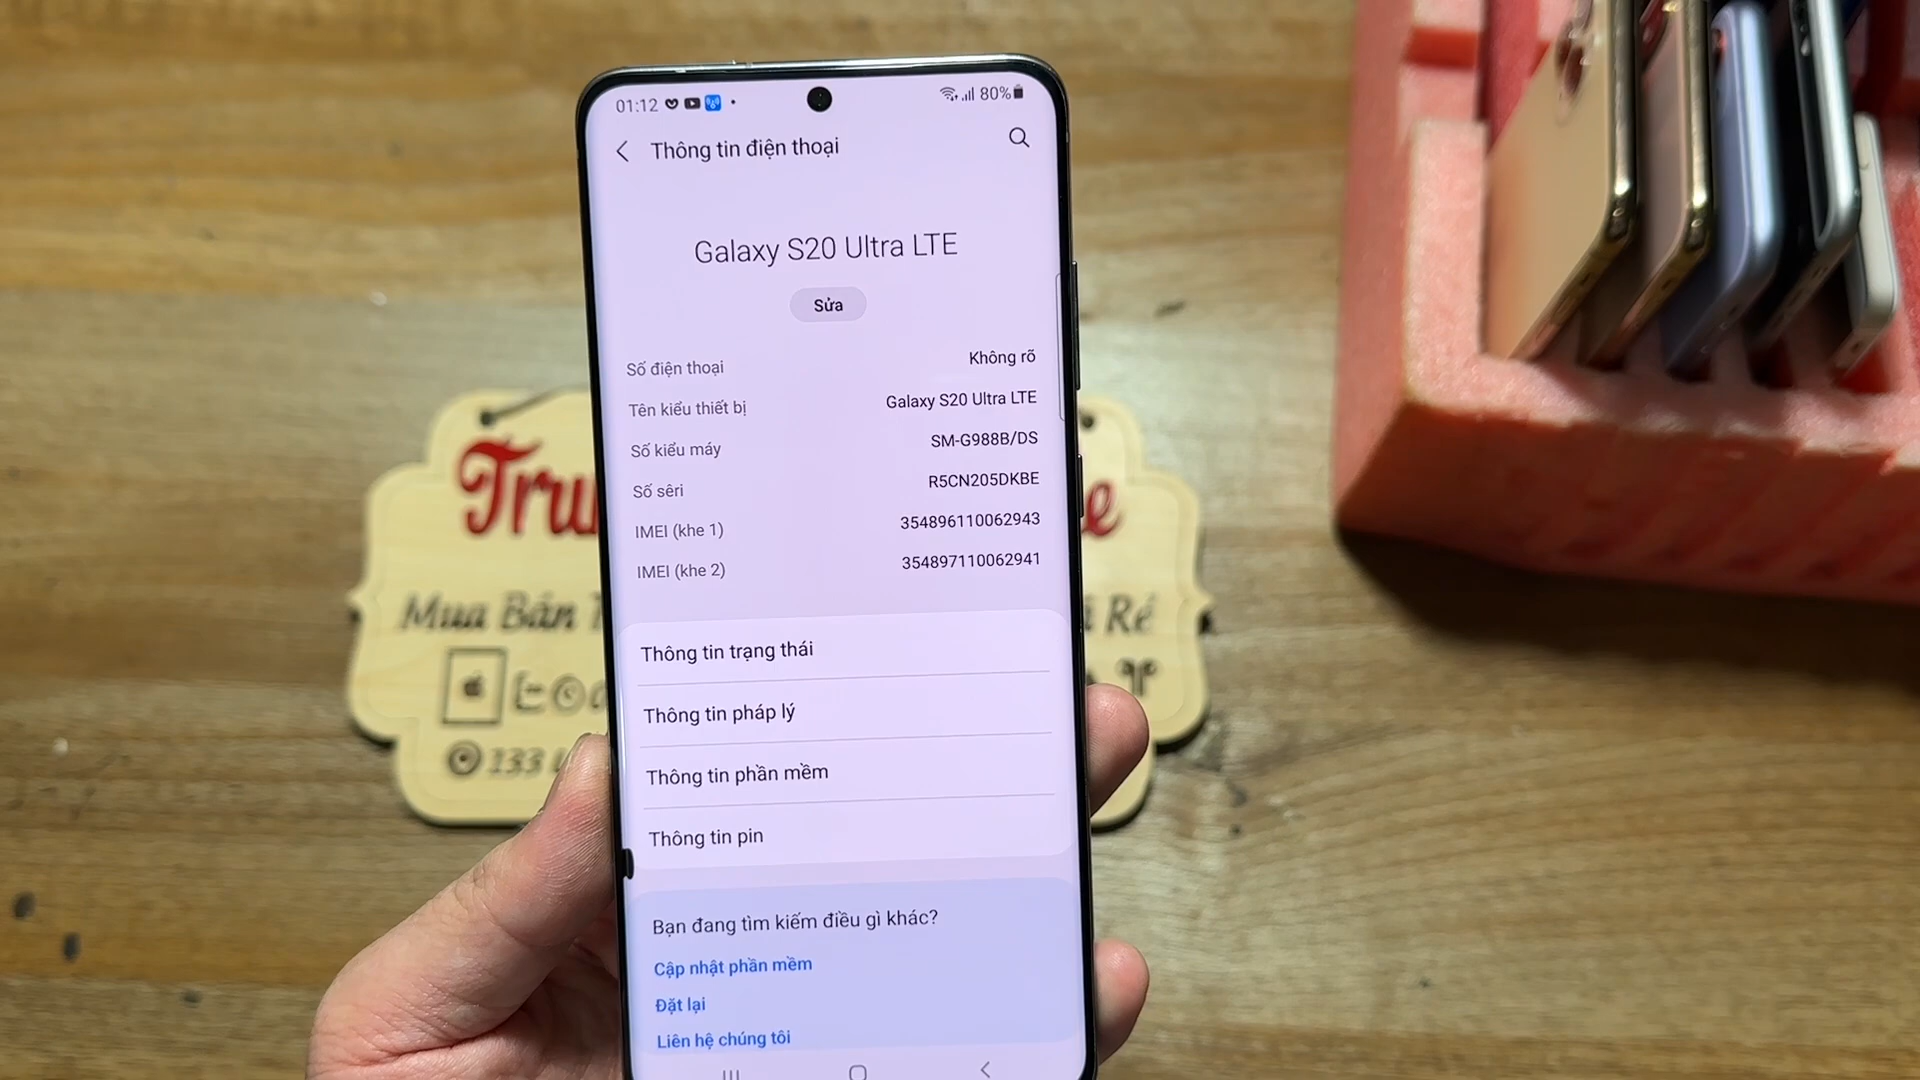 01:12 80%
Thông tin điện thoại
Galaxy S20 Ultra LTE
Sửa
Số điện thoại Không rõ
Tên kiểu thiết bị Galaxy S20 Ultra LTE
Số kiểu máy SM-G988B/DS
Số sêri R5CN205DKBE
IMEI (khe 1) 354896110062943
IMEI (khe 2) 354897110062941
Thông tin trạng thái
Thông tin pháp lý
Thông tin phần mềm
Thông tin pin
Bạn đang tìm kiếm điều gì khác?
Cập nhật phần mềm
Đặt lại
Liên hệ chúng tôi
Mua Bán
Rẻ
133